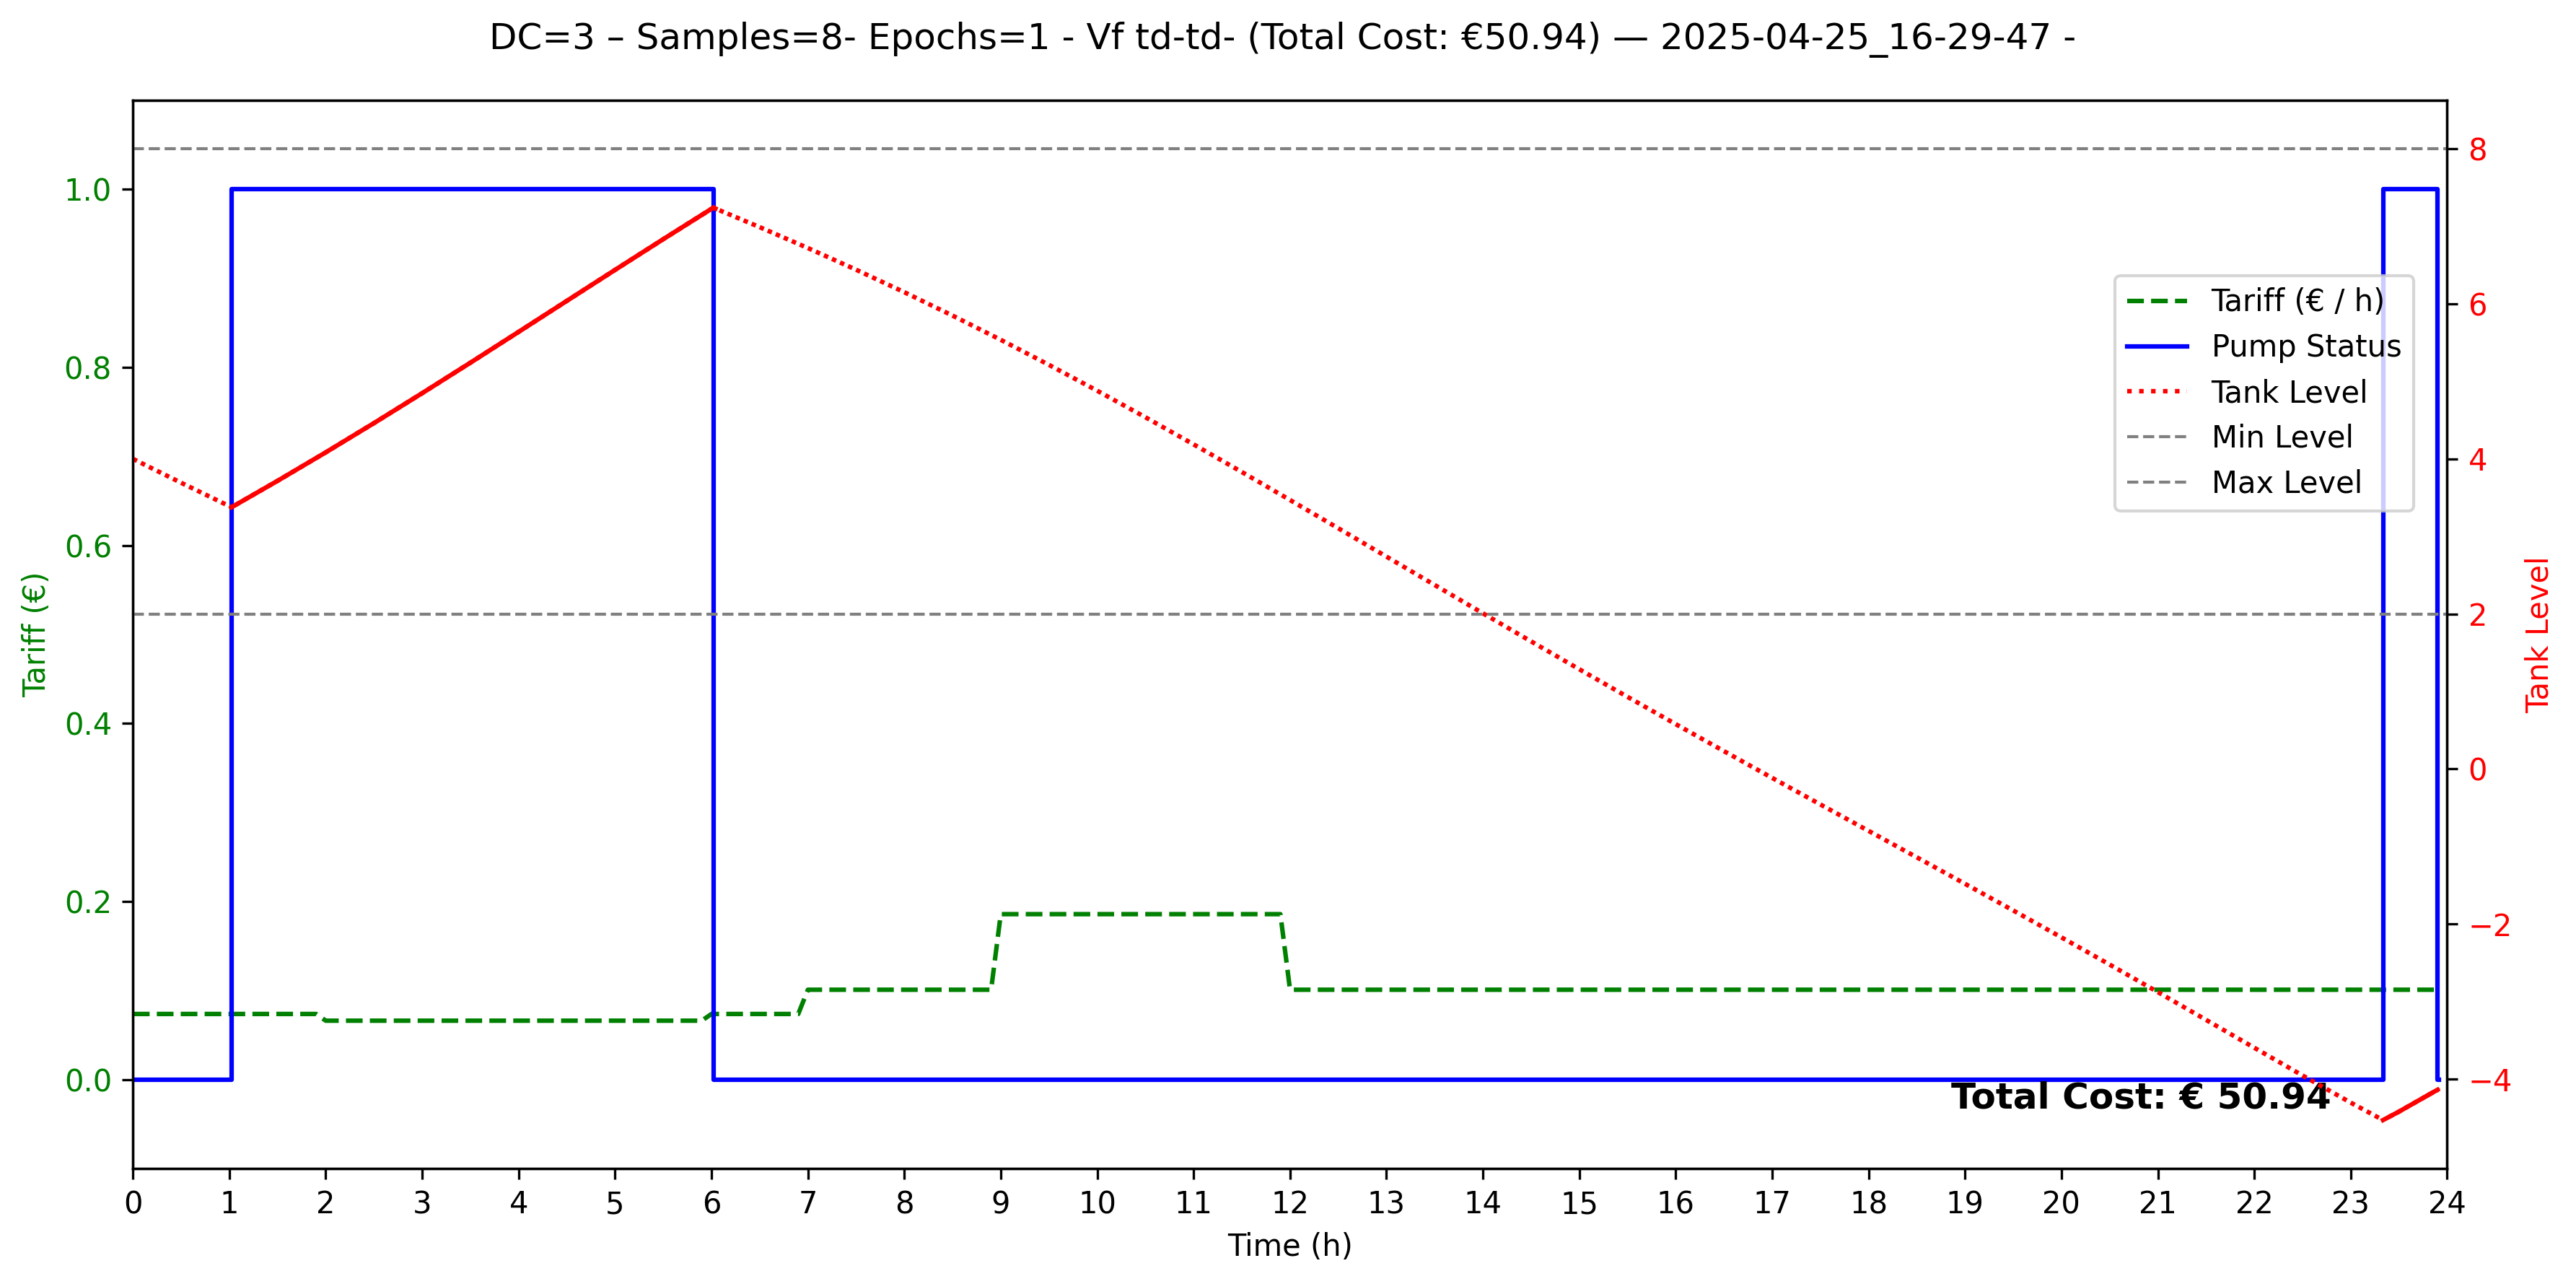 DC=3 – Samples=8- Epochs=1 - Vf td-td- (Total Cost: €50.94) — 2025-04-25_16-29-47 -
Tariff (€)
1.0
0.8
0.6
0.4
0.2
0.0
8
6
4
2
0
−2
−4
Tank Level
Tariff (€ / h)
Pump Status
Tank Level
Min Level
Max Level
Total Cost: € 50.94
0 1 2 3 4 5 6 7 8 9 10 11 12 13 14 15 16 17 18 19 20 21 22 23 24
Time (h)